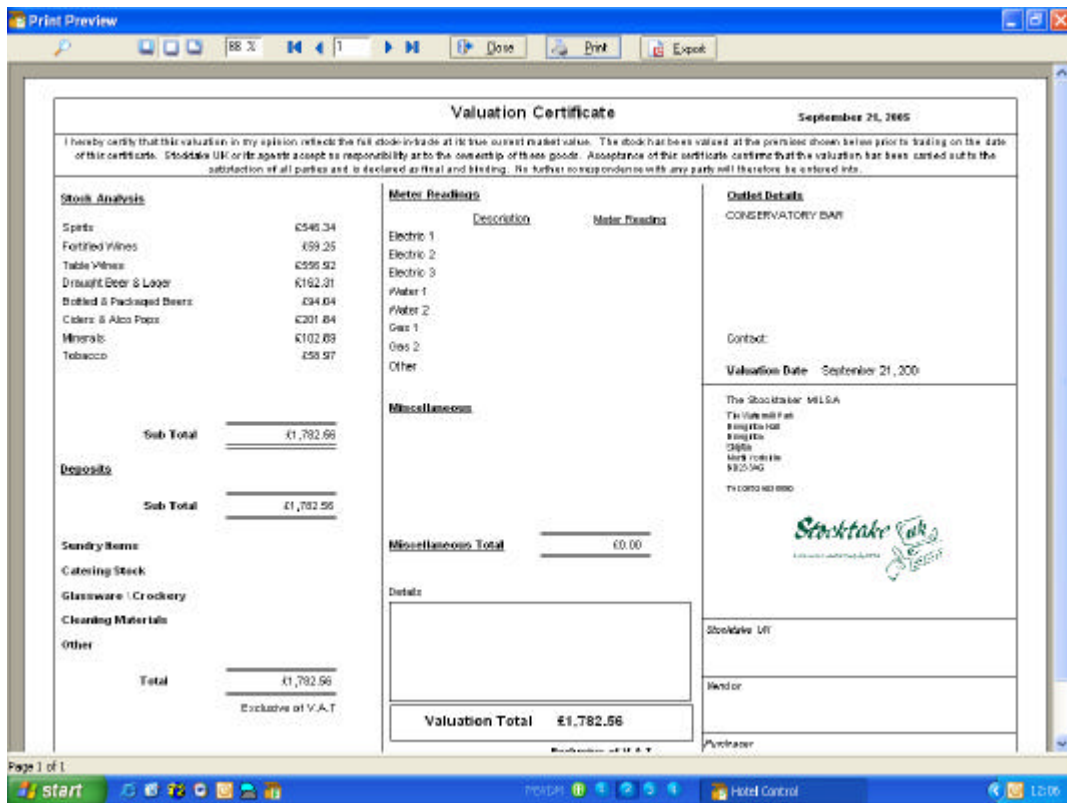 Print Preview
88 %
1
Close
Print
Export
Valuation Certificate
September 21, 2005
I hereby certify that this valuation in my opinion reflects the full stock-in-trade at its true current market value. The stock has been valued at the premises shown below prior to trading on the date
of this certificate. Stocktake UK or its agents accept no responsibility as to the ownership of these goods. Acceptance of this certificate confirms that the valuation has been carried out to the
satisfaction of all parties and is declared as final and binding. No further correspondence with any party will therefore be entered into.
Stock Analysis
Spirits £546.34
Fortified Wines £59.25
Table Wines £556.92
Draught Beer & Lager £162.31
Bottled & Packaged Beers £94.04
Ciders & Alco Pops £201.84
Minerals £102.89
Tobacco £58.97
Sub Total £1,782.56
Deposits
Sub Total £1,782.56
Sundry Items
Catering Stock
Glassware \ Crockery
Cleaning Materials
Other
Total £1,782.56
Exclusive of V.A.T
Meter Readings
Description Meter Reading
Electric 1
Electric 2
Electric 3
Water 1
Water 2
Gas 1
Gas 2
Other
Miscellaneous
Miscellaneous Total £0.00
Details
Valuation Total £1,782.56
Exclusive of V.A.T
Outlet Details
CONSERVATORY BAR
Contact:
Valuation Date September 21, 200
The Stocktaker MILSA
Skipton
North Yorkshire
Stocktake uk
Stocktake UK
Vendor
Purchaser
Page 1 of 1
start
Hotel Control
12:06